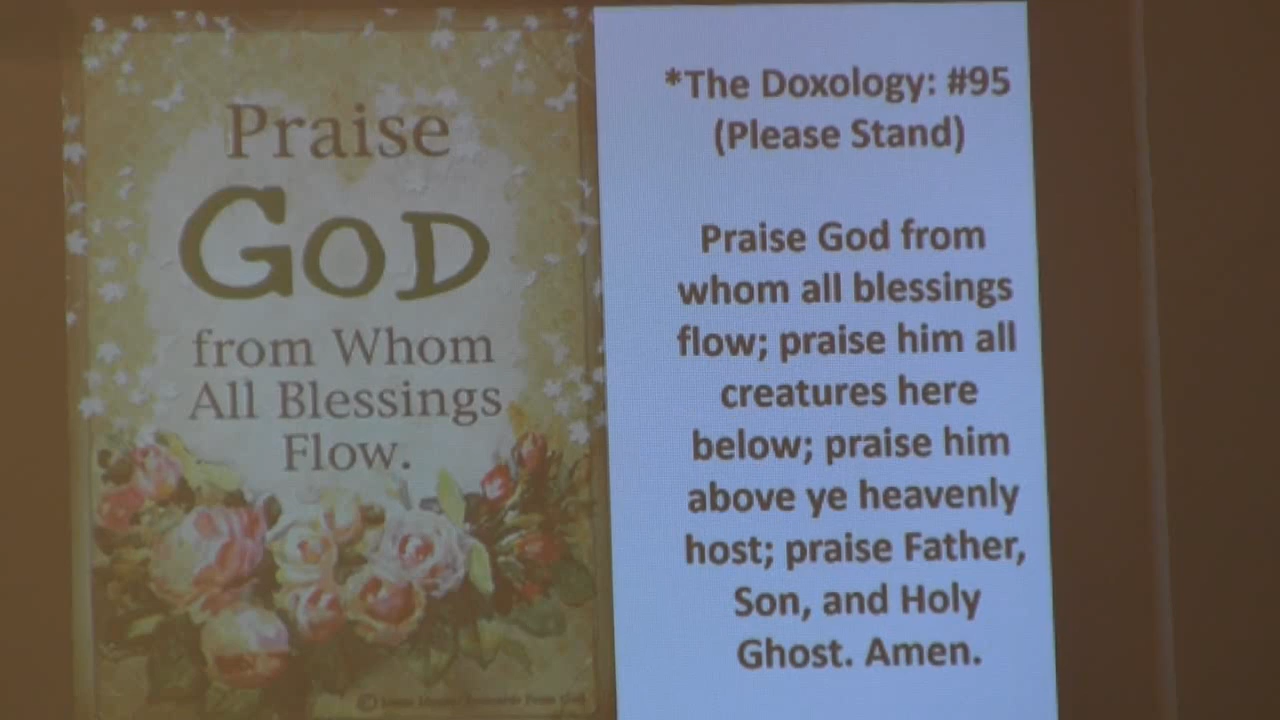 Praise
GOD
from Whom
All Blessings
Flow.
*The Doxology: #95
(Please Stand)
Praise God from
whom all blessings
flow; praise him all
creatures here
below; praise him
above ye heavenly
host; praise Father,
Son, and Holy
Ghost. Amen.